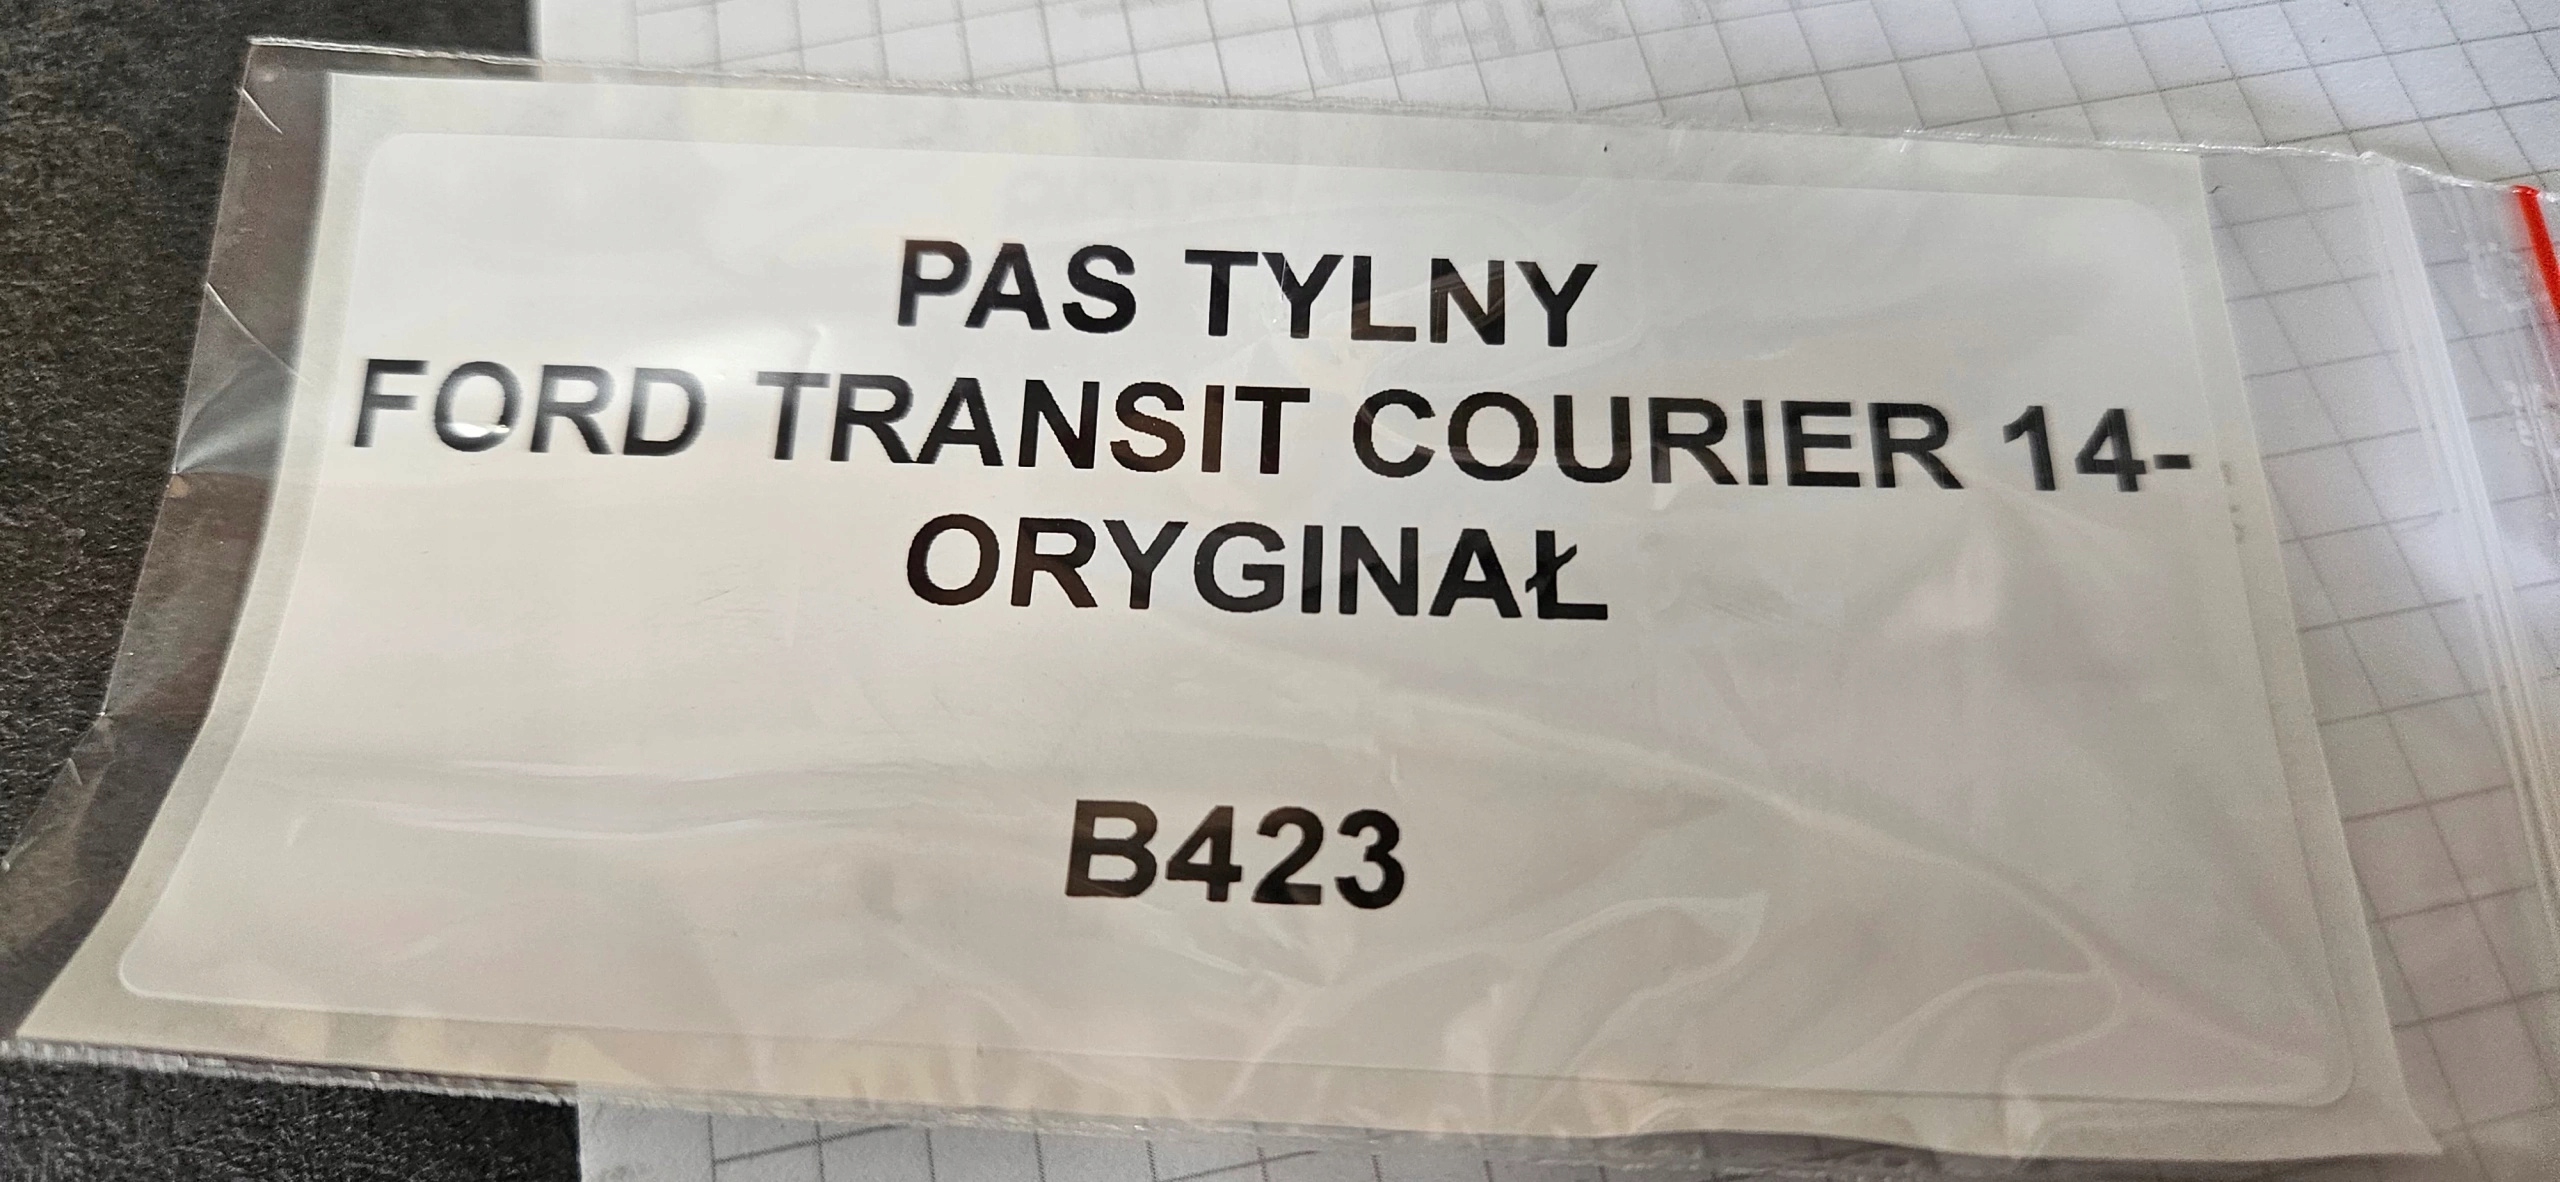 PAS TYLNY
FORD TRANSIT COURIER 14-
ORYGINAŁ
B423